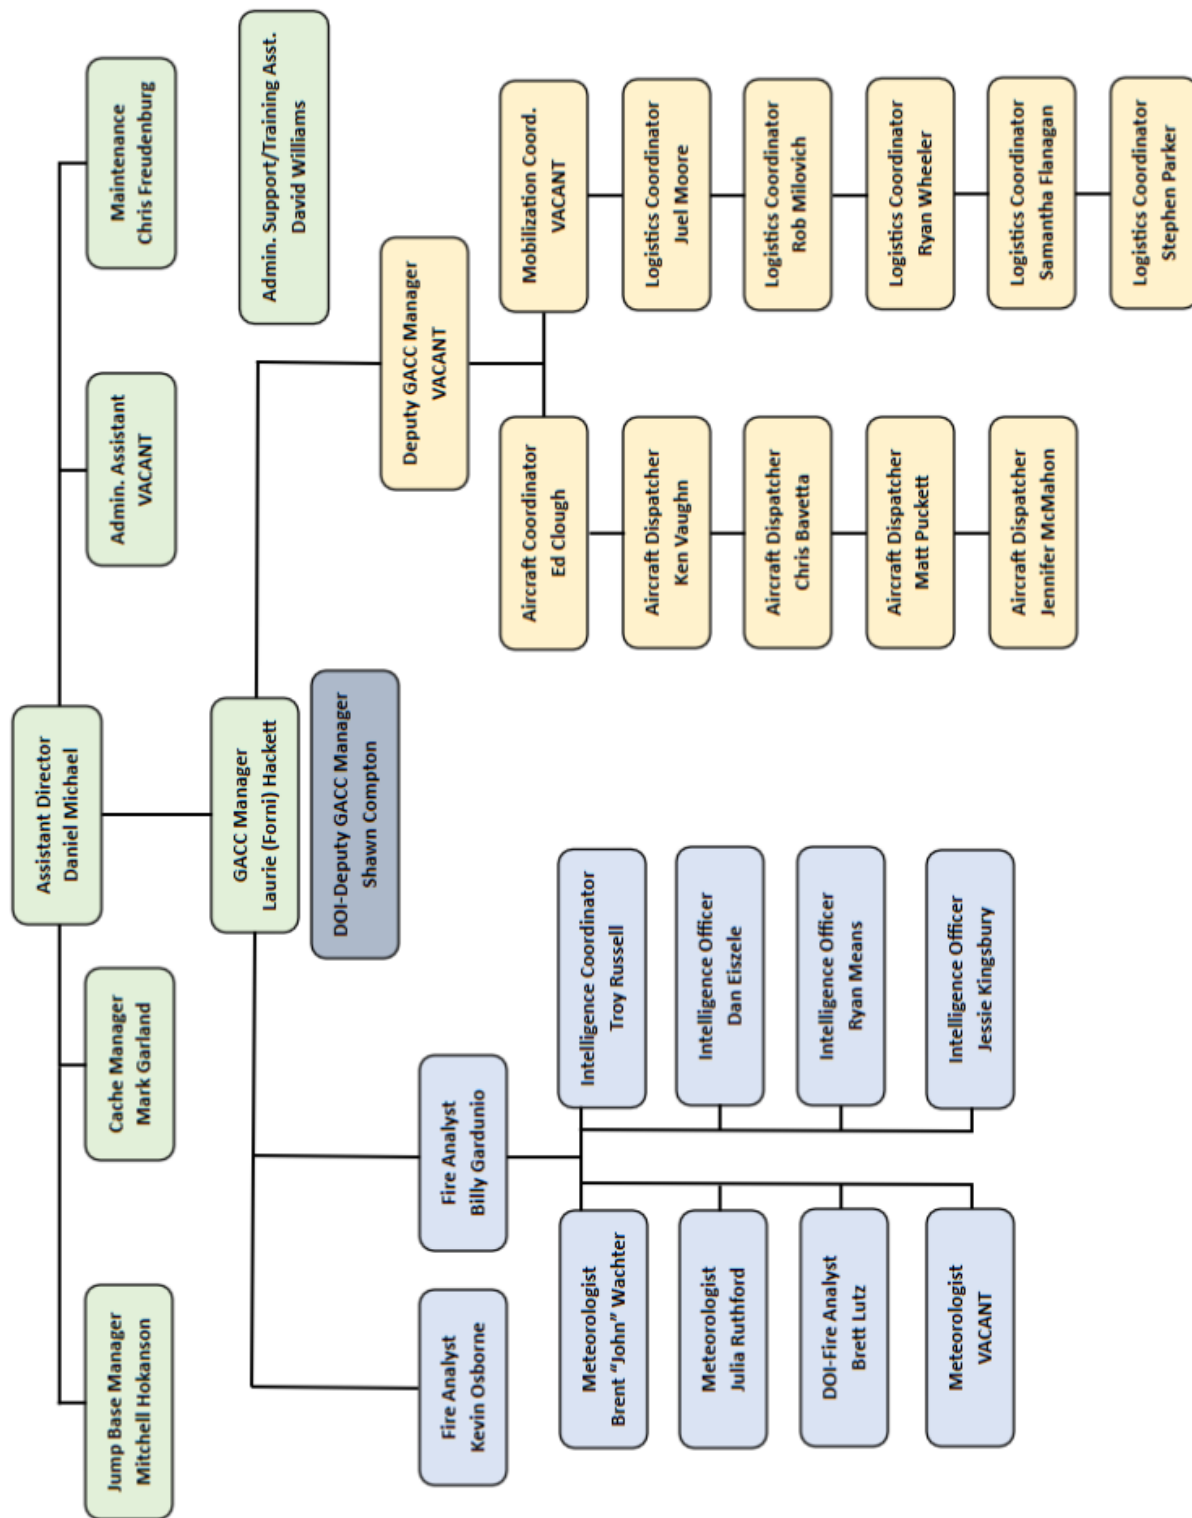 Assistant Director
Daniel Michael
Jump Base Manager
Mitchell Hokanson
Cache Manager
Mark Garland
Admin. Assistant
VACANT
Maintenance
Chris Freudenburg
GACC Manager
Laurie (Forni) Hackett
Admin. Support/Training Asst.
David Williams
DOI-Deputy GACC Manager
Shawn Compton
Fire Analyst
Kevin Osborne
Fire Analyst
Billy Gardunio
Deputy GACC Manager
VACANT
Meteorologist
Brent “John” Wachter
Intelligence Coordinator
Troy Russell
Aircraft Coordinator
Ed Clough
Mobilization Coord.
VACANT
Meteorologist
Julia Ruthford
Intelligence Officer
Dan Eiszele
Aircraft Dispatcher
Ken Vaughn
Logistics Coordinator
Juel Moore
DOI-Fire Analyst
Brett Lutz
Intelligence Officer
Ryan Means
Aircraft Dispatcher
Chris Bavetta
Logistics Coordinator
Rob Milovich
Meteorologist
VACANT
Intelligence Officer
Jessie Kingsbury
Aircraft Dispatcher
Matt Puckett
Logistics Coordinator
Ryan Wheeler
Aircraft Dispatcher
Jennifer McMahon
Logistics Coordinator
Samantha Flanagan
Logistics Coordinator
Stephen Parker